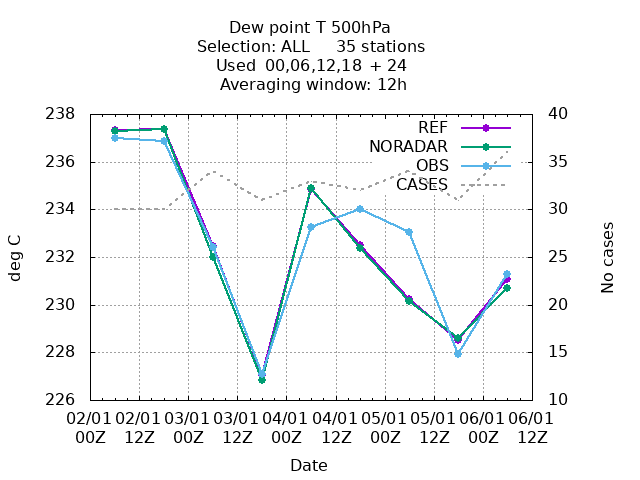 Dew point T 500hPa
Selection: ALL 35 stations
Used 00,06,12,18 + 24
Averaging window: 12h
REF
NORADAR
OBS
CASES
238
236
234
232
230
228
226
40
35
30
25
20
15
10
deg C
No cases
02/01 02/01 03/01 03/01 04/01 04/01 05/01 05/01 06/01 06/01
00Z 12Z 00Z 12Z 00Z 12Z 00Z 12Z 00Z 12Z
Date